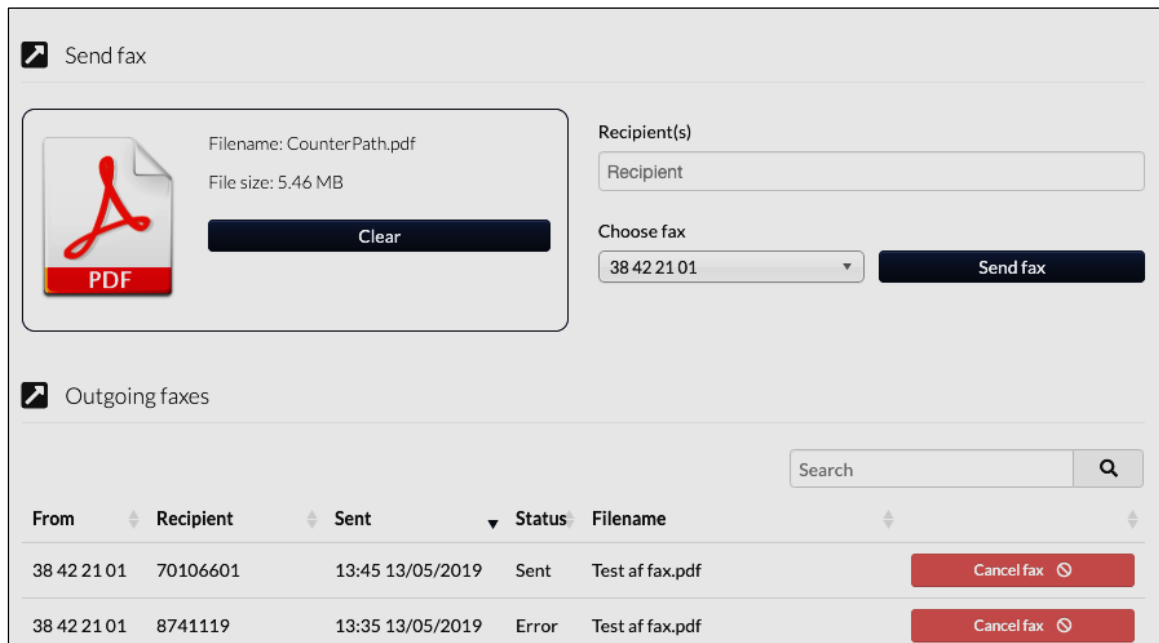 Send fax
Filename: CounterPath.pdf
File size: 5.46 MB
Clear
PDF
Recipient(s)
Recipient
Choose fax
38 42 21 01
Send fax
Outgoing faxes
Search
From Recipient Sent Status Filename
38 42 21 01 70106601 13:45 13/05/2019 Sent Test af fax.pdf Cancel fax
38 42 21 01 8741119 13:35 13/05/2019 Error Test af fax.pdf Cancel fax